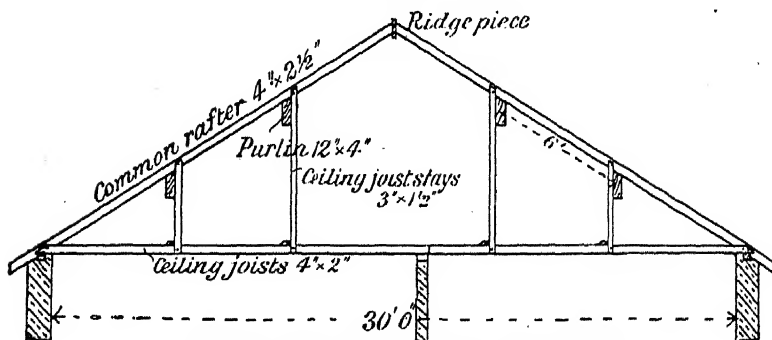 Ridge piece
Common rafter 4"×2½"
Purlin 12"×4"
Ceiling joist stays
3"×1½"
6'
Ceiling joists 4"×2"
30'0"